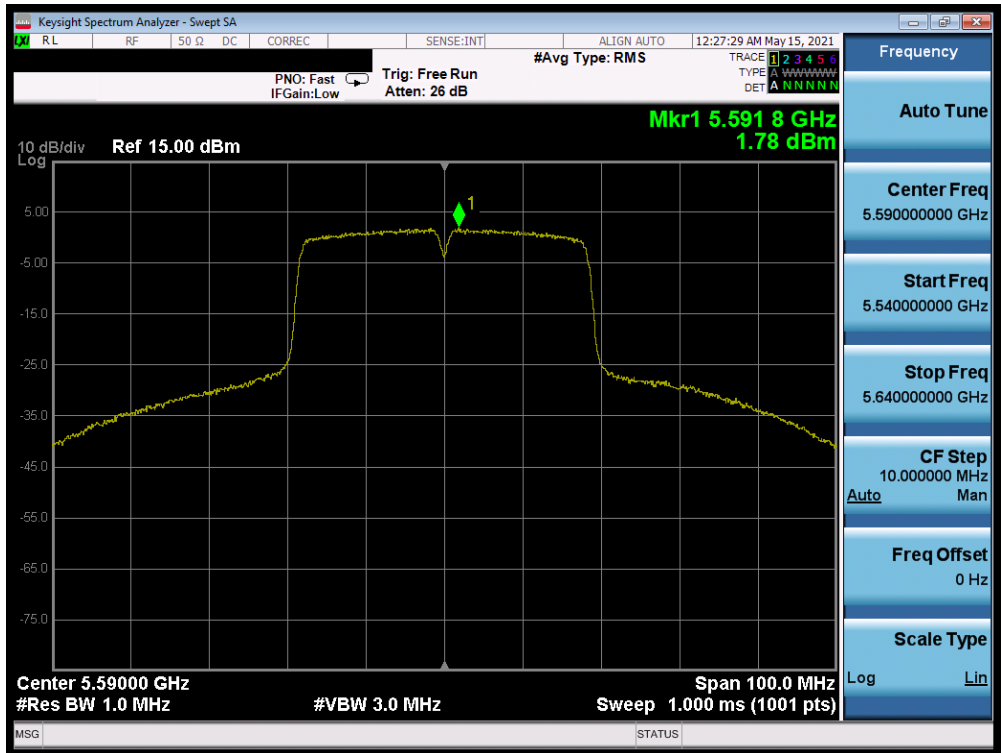 Keysight Spectrum Analyzer - Swept SA
LXI RL RF 50 Ω DC CORREC SENSE:INT ALIGN AUTO 12:27:29 AM May 15, 2021
#Avg Type: RMS
TRACE 1 2 3 4 5 6
TYPE A WWWWW
DET A N N N N N
PNO: Fast
IFGain:Low
Trig: Free Run
Atten: 26 dB
Mkr1 5.591 8 GHz
1.78 dBm
10 dB/div Ref 15.00 dBm
Log
1
5.00
-5.00
-15.0
-25.0
-35.0
-45.0
-55.0
-65.0
-75.0
Center 5.59000 GHz Span 100.0 MHz
#Res BW 1.0 MHz #VBW 3.0 MHz Sweep 1.000 ms (1001 pts)
MSG STATUS
Frequency
Auto Tune
Center Freq
5.590000000 GHz
Start Freq
5.540000000 GHz
Stop Freq
5.640000000 GHz
CF Step
10.000000 MHz
Auto Man
Freq Offset
0 Hz
Scale Type
Log Lin